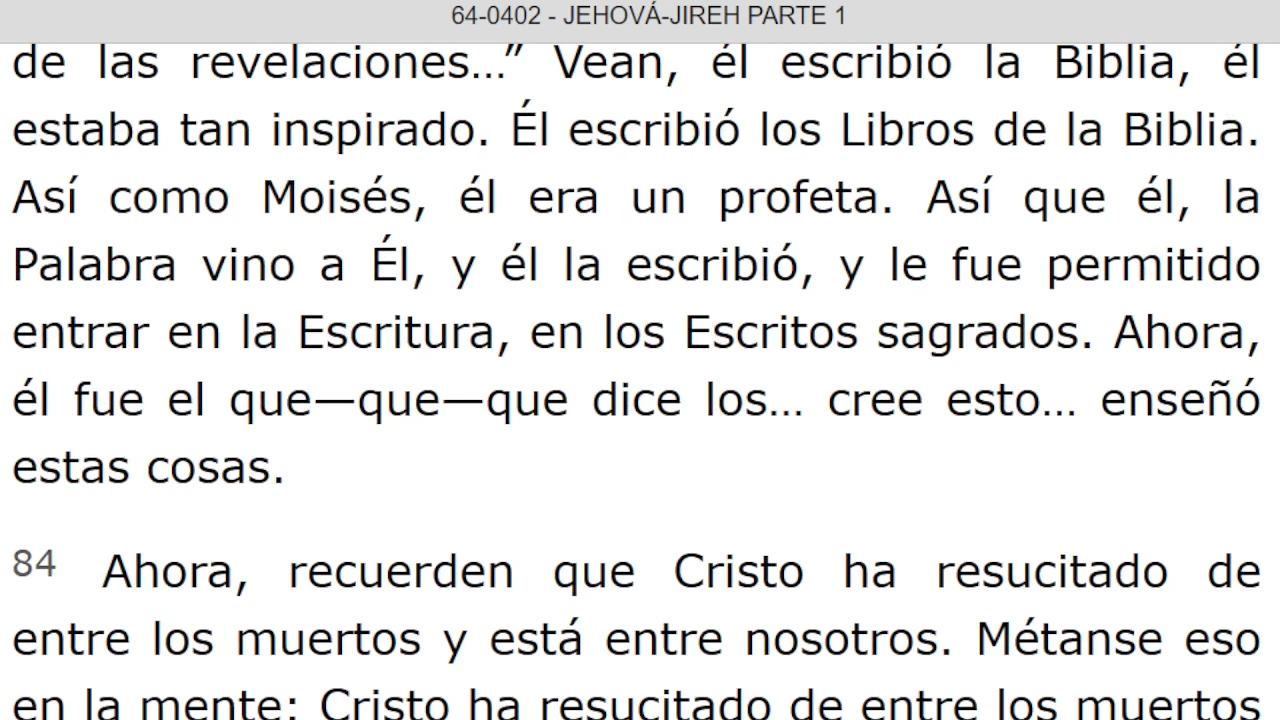 64-0402 - JEHOVÁ-JIREH PARTE 1
de las revelaciones…” Vean, él escribió la Biblia, él
estaba tan inspirado. Él escribió los Libros de la Biblia.
Así como Moisés, él era un profeta. Así que él, la
Palabra vino a Él, y él la escribió, y le fue permitido
entrar en la Escritura, en los Escritos sagrados. Ahora,
él fue el que—que—que dice los… cree esto… enseñó
estas cosas.
84 Ahora, recuerden que Cristo ha resucitado de
entre los muertos y está entre nosotros. Métanse eso
en la mente: Cristo ha resucitado de entre los muertos